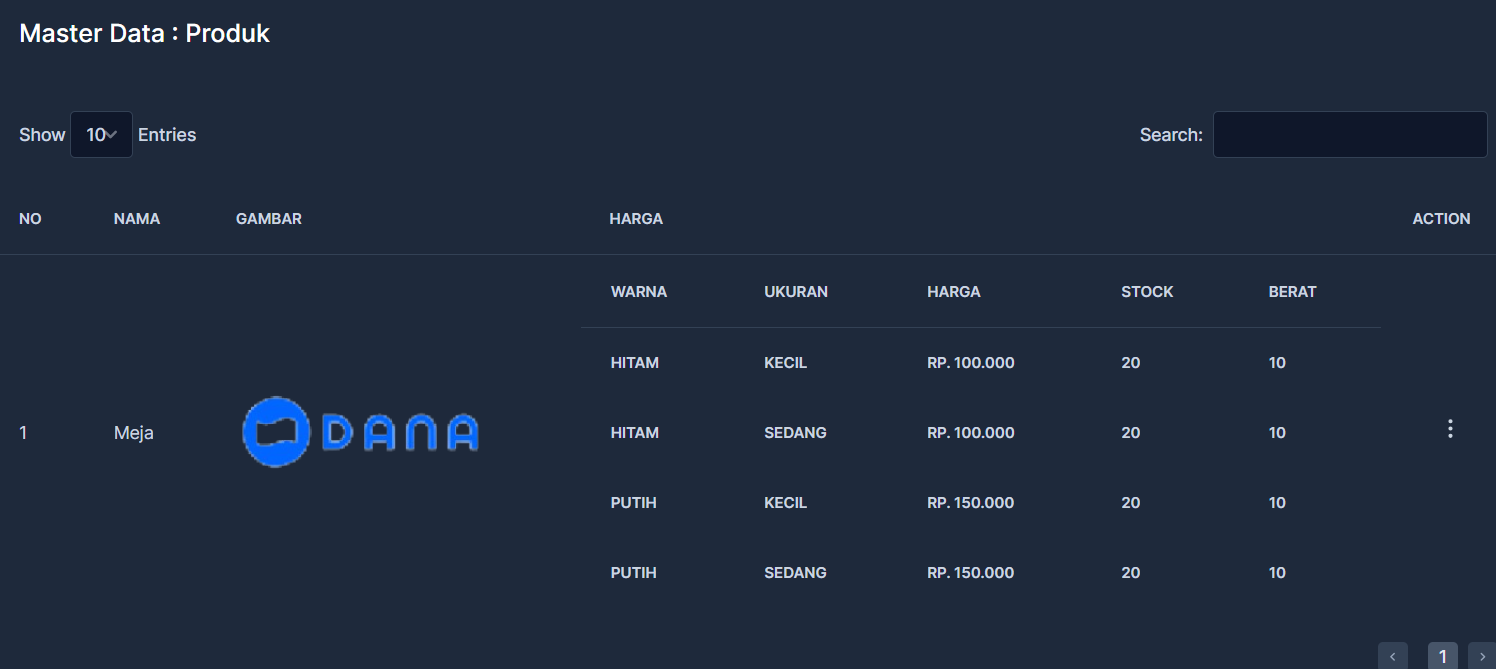 Master Data : Produk
Show 10 Entries
Search:
NO NAMA GAMBAR HARGA ACTION
WARNA UKURAN HARGA STOCK BERAT
HITAM KECIL RP. 100.000 20 10
1 Meja DANA HITAM SEDANG RP. 100.000 20 10
PUTIH KECIL RP. 150.000 20 10
PUTIH SEDANG RP. 150.000 20 10
1